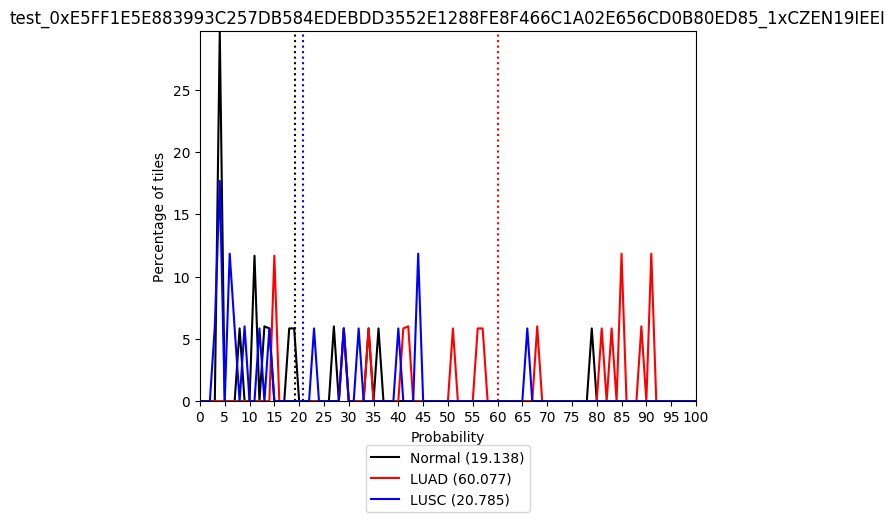 test_0xE5FF1E5E883993C257DB584EDEBDD3552E1288FE8F466C1A02E656CD0B80ED85_1xCZEN19IEEI
Percentage of tiles
25
20
15
10
5
0
0 5 10 15 20 25 30 35 40 45 50 55 60 65 70 75 80 85 90 95 100
Probability
Normal (19.138)
LUAD (60.077)
LUSC (20.785)